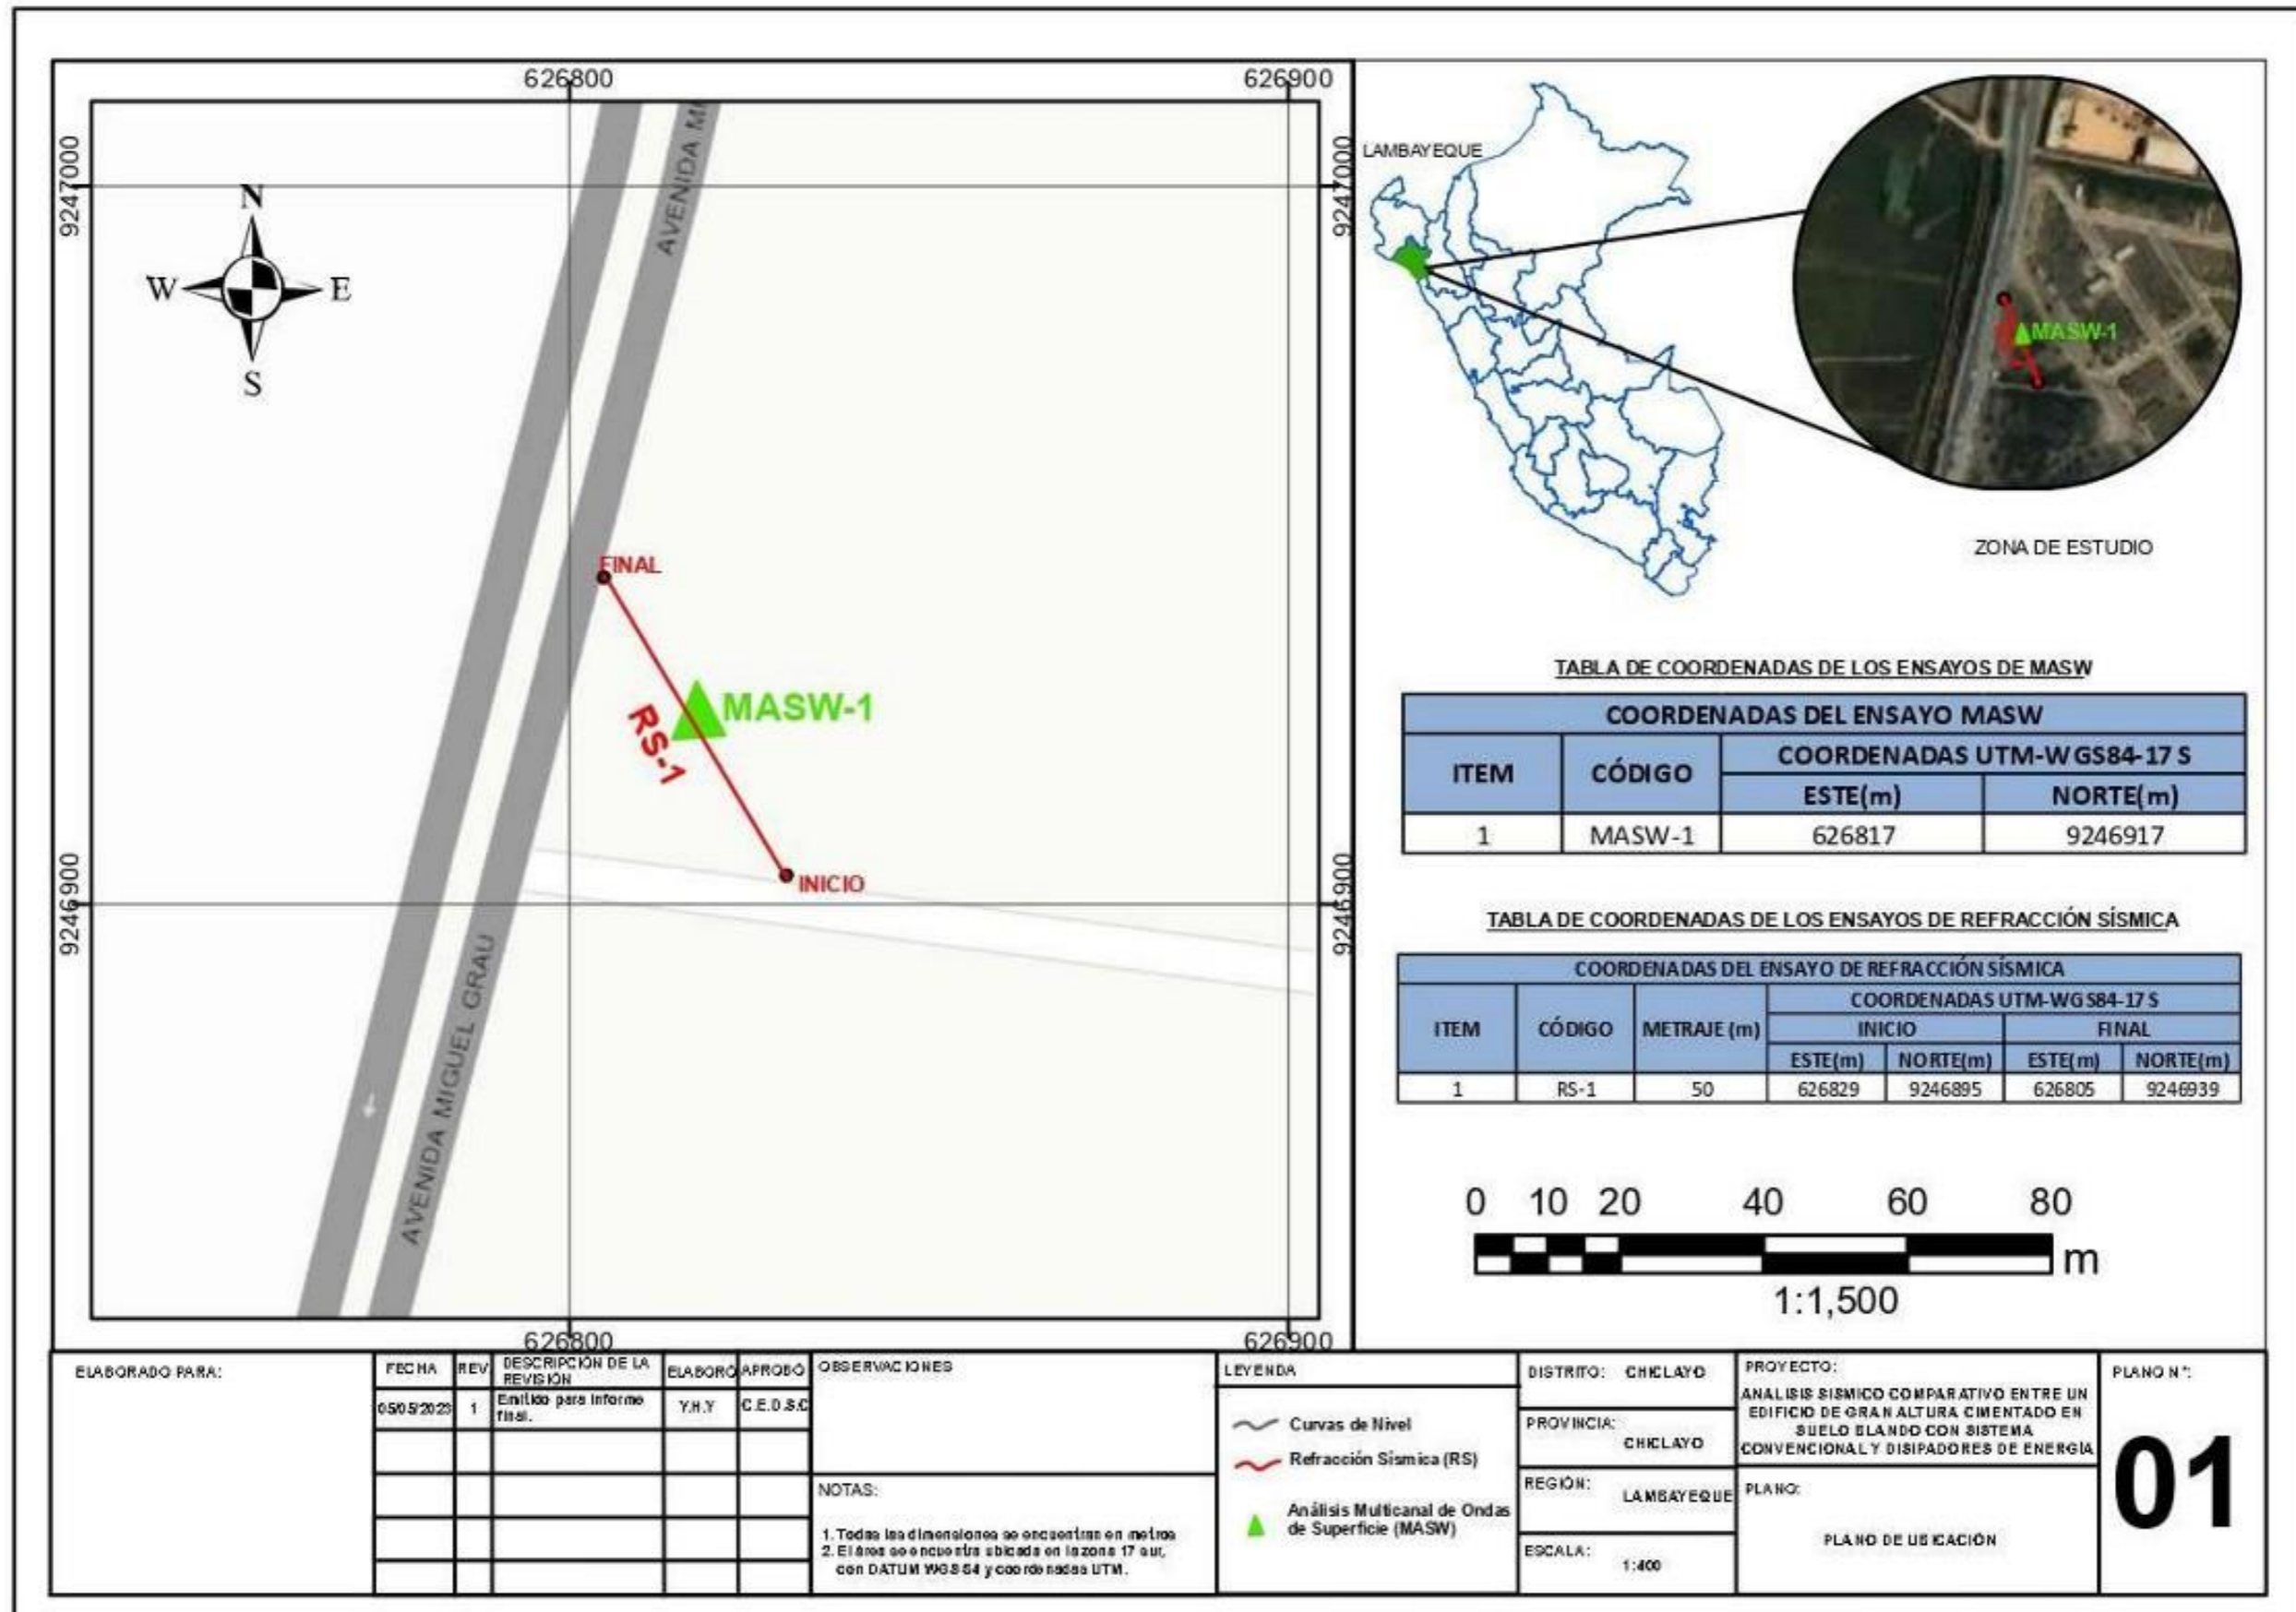 626800
626900
9247000
9247000
N
W
E
S
AVENIDA MI
FINAL
MASW-1
RS-1
INICIO
9246900
9246900
AVENIDA MIGUEL GRAU
626800
626900
LAMBAYEQUE
MASW-1
ZONA DE ESTUDIO
TABLA DE COORDENADAS DE LOS ENSAYOS DE MASW
COORDENADAS DEL ENSAYO MASW
ITEM CÓDIGO COORDENADAS UTM-WGS84-17 S
ESTE(m) NORTE(m)
1 MASW-1 626817 9246917
TABLA DE COORDENADAS DE LOS ENSAYOS DE REFRACCIÓN SÍSMICA
COORDENADAS DEL ENSAYO DE REFRACCIÓN SÍSMICA
ITEM CÓDIGO METRAJE (m) COORDENADAS UTM-WGS84-17 S
INICIO FINAL
ESTE(m) NORTE(m) ESTE(m) NORTE(m)
1 RS-1 50 626829 9246895 626805 9246939
0 10 20 40 60 80
m
1:1,500
ELABORADO PARA:
FECHA REV DESCRIPCIÓN DE LA
REVISIÓN
ELABORÓ APROBÓ
05/05/2023 1 Emitido para informe
final.
Y.H.Y C.E.D.S.C
OBSERVACIONES
NOTAS:
1. Todas las dimensiones se encuentran en metros
2. El área se encuentra ubicada en la zona 17 sur,
con DATUM WGS 84 y coordenadas UTM.
LEYENDA
Curvas de Nivel
Refracción Sísmica (RS)
Análisis Multicanal de Ondas
de Superficie (MASW)
DISTRITO: CHICLAYO
PROVINCIA:
CHICLAYO
REGIÓN:
LAMBAYEQUE
ESCALA:
1:400
PROYECTO:
ANALISIS SISMICO COMPARATIVO ENTRE UN
EDIFICIO DE GRAN ALTURA CIMENTADO EN
SUELO BLANDO CON SISTEMA
CONVENCIONAL Y DISIPADORES DE ENERGÍA
PLANO:
PLANO DE UBICACIÓN
PLANO N°:
01